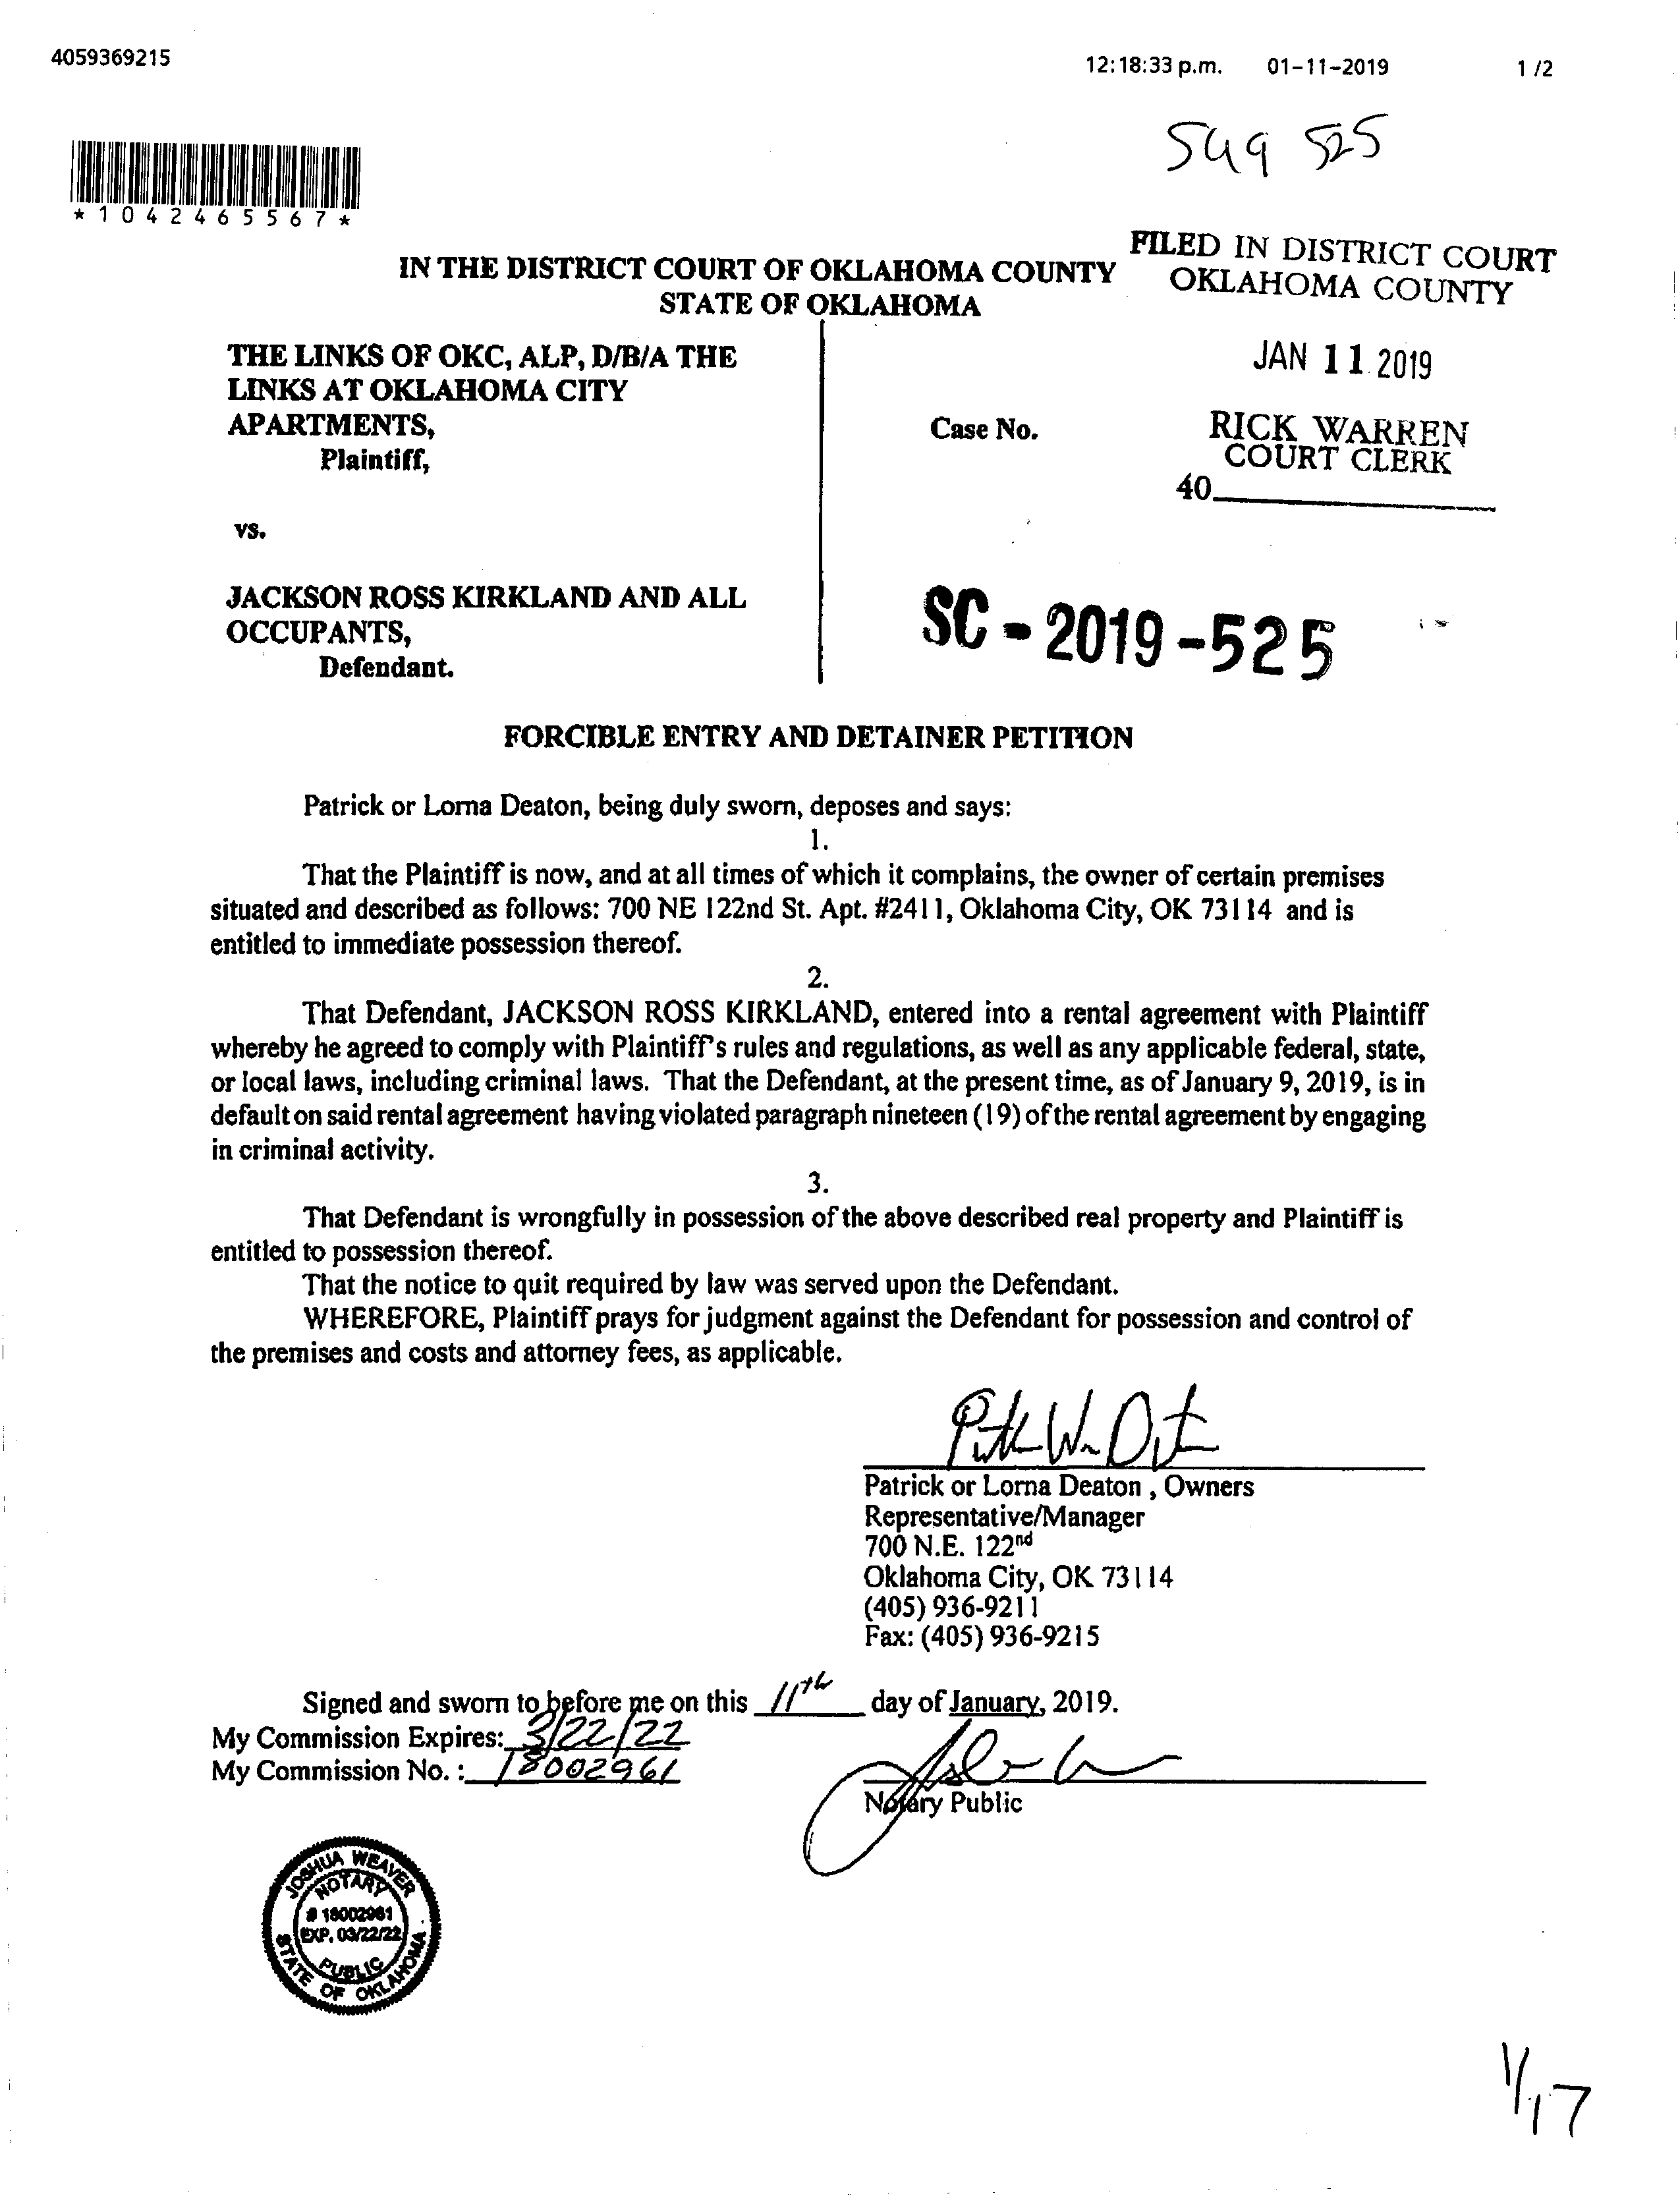 4059369215
12:18:33 p.m. 01-11-2019 1 /2
525
*1042465567*
FILED IN DISTRICT COURT
OKLAHOMA COUNTY
IN THE DISTRICT COURT OF OKLAHOMA COUNTY
STATE OF OKLAHOMA
JAN 11 2019
RICK WARREN
COURT CLERK
40
THE LINKS OF OKC, ALP, D/B/A THE
LINKS AT OKLAHOMA CITY
APARTMENTS,
Plaintiff,
Case No.
vs.
JACKSON ROSS KIRKLAND AND ALL
OCCUPANTS,
Defendant.
SC-2019-525
FORCIBLE ENTRY AND DETAINER PETITION
Patrick or Lorna Deaton, being duly sworn, deposes and says:
1.
That the Plaintiff is now, and at all times of which it complains, the owner of certain premises
situated and described as follows: 700 NE 122nd St. Apt. #2411, Oklahoma City, OK 73114 and is
entitled to immediate possession thereof.
2.
That Defendant, JACKSON ROSS KIRKLAND, entered into a rental agreement with Plaintiff
whereby he agreed to comply with Plaintiff's rules and regulations, as well as any applicable federal, state,
or local laws, including criminal laws. That the Defendant, at the present time, as of January 9, 2019, is in
default on said rental agreement having violated paragraph nineteen (19) of the rental agreement by engaging
in criminal activity.
3.
That Defendant is wrongfully in possession of the above described real property and Plaintiff is
entitled to possession thereof.
That the notice to quit required by law was served upon the Defendant.
WHEREFORE, Plaintiff prays for judgment against the Defendant for possession and control of
the premises and costs and attorney fees, as applicable.
Patrick or Lorna Deaton , Owners
Representative/Manager
700 N.E. 122nd
Oklahoma City, OK 73114
(405) 936-9211
Fax: (405) 936-9215
Signed and sworn to before me on this 11th day of January, 2019.
My Commission Expires: 3/22/22
My Commission No. : 18002961
Notary Public
JOSHUA WEAVER
NOTARY
# 18002961
EXP. 03/22/22
PUBLIC
STATE OF OKLAHOMA
1/17